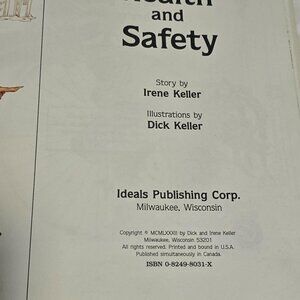 Health
and
Safety
Story by
Irene Keller
Illustrations by
Dick Keller
Ideals Publishing Corp.
Milwaukee, Wisconsin
Copyright © MCMLXXXIII by Dick and Irene Keller
Milwaukee, Wisconsin 53201
All rights reserved. Printed and bound in U.S.A.
Published simultaneously in Canada.
ISBN 0-8249-8031-X